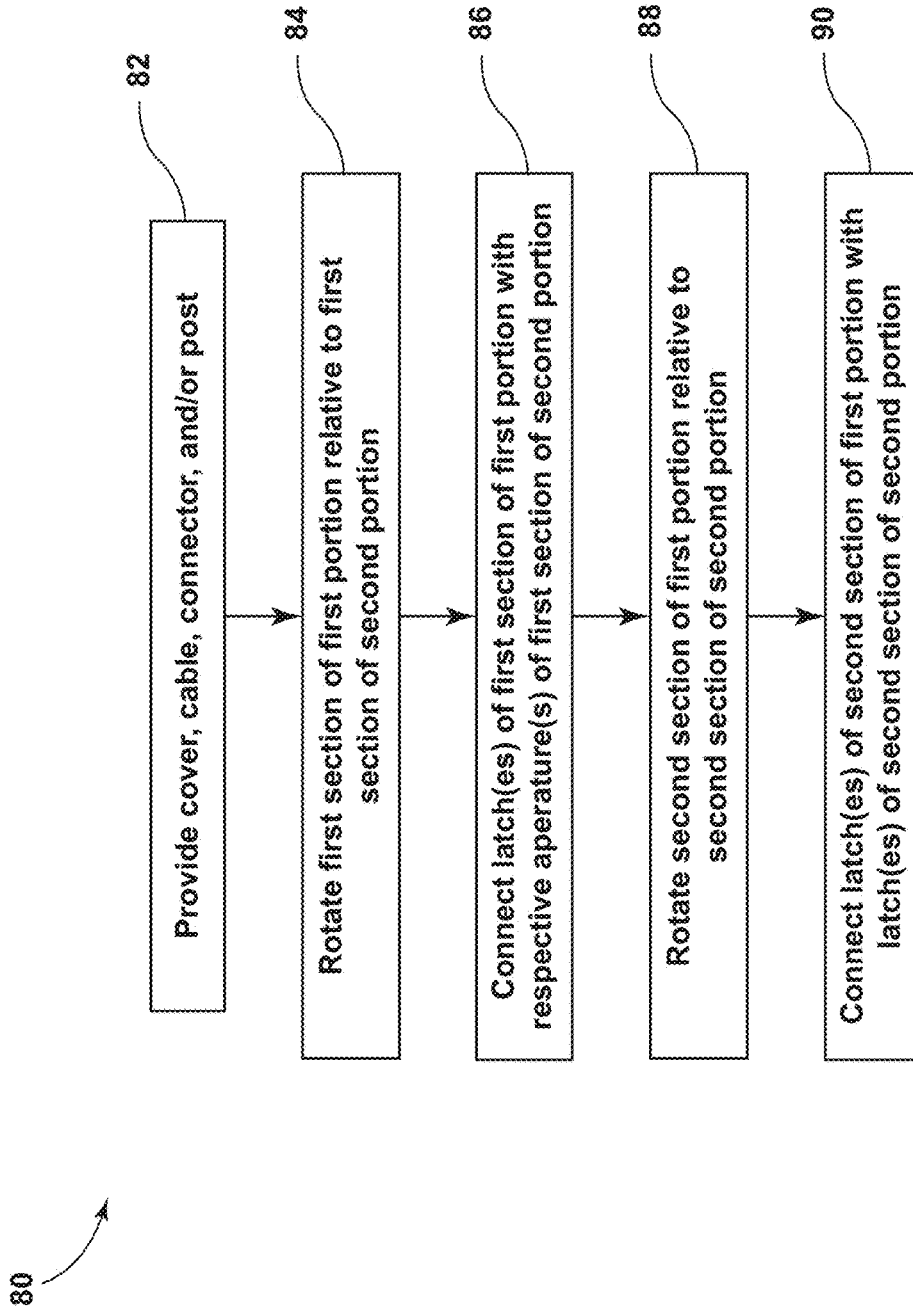 80
82
Provide cover, cable, connector, and/or post
84
Rotate first section of first portion relative to first
section of second portion
86
Connect latch(es) of first section of first portion with
respective aperature(s) of first section of second portion
88
Rotate second section of first portion relative to
second section of second portion
90
Connect latch(es) of second section of first portion with
latch(es) of second section of second portion